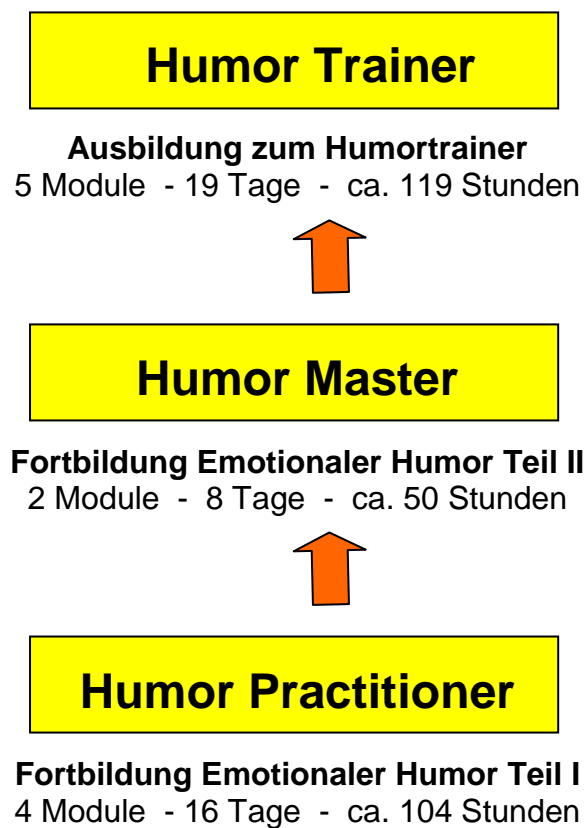 Humor Trainer
Ausbildung zum Humortrainer
5 Module - 19 Tage - ca. 119 Stunden
Humor Master
Fortbildung Emotionaler Humor Teil II
2 Module - 8 Tage - ca. 50 Stunden
Humor Practitioner
Fortbildung Emotionaler Humor Teil I
4 Module - 16 Tage - ca. 104 Stunden